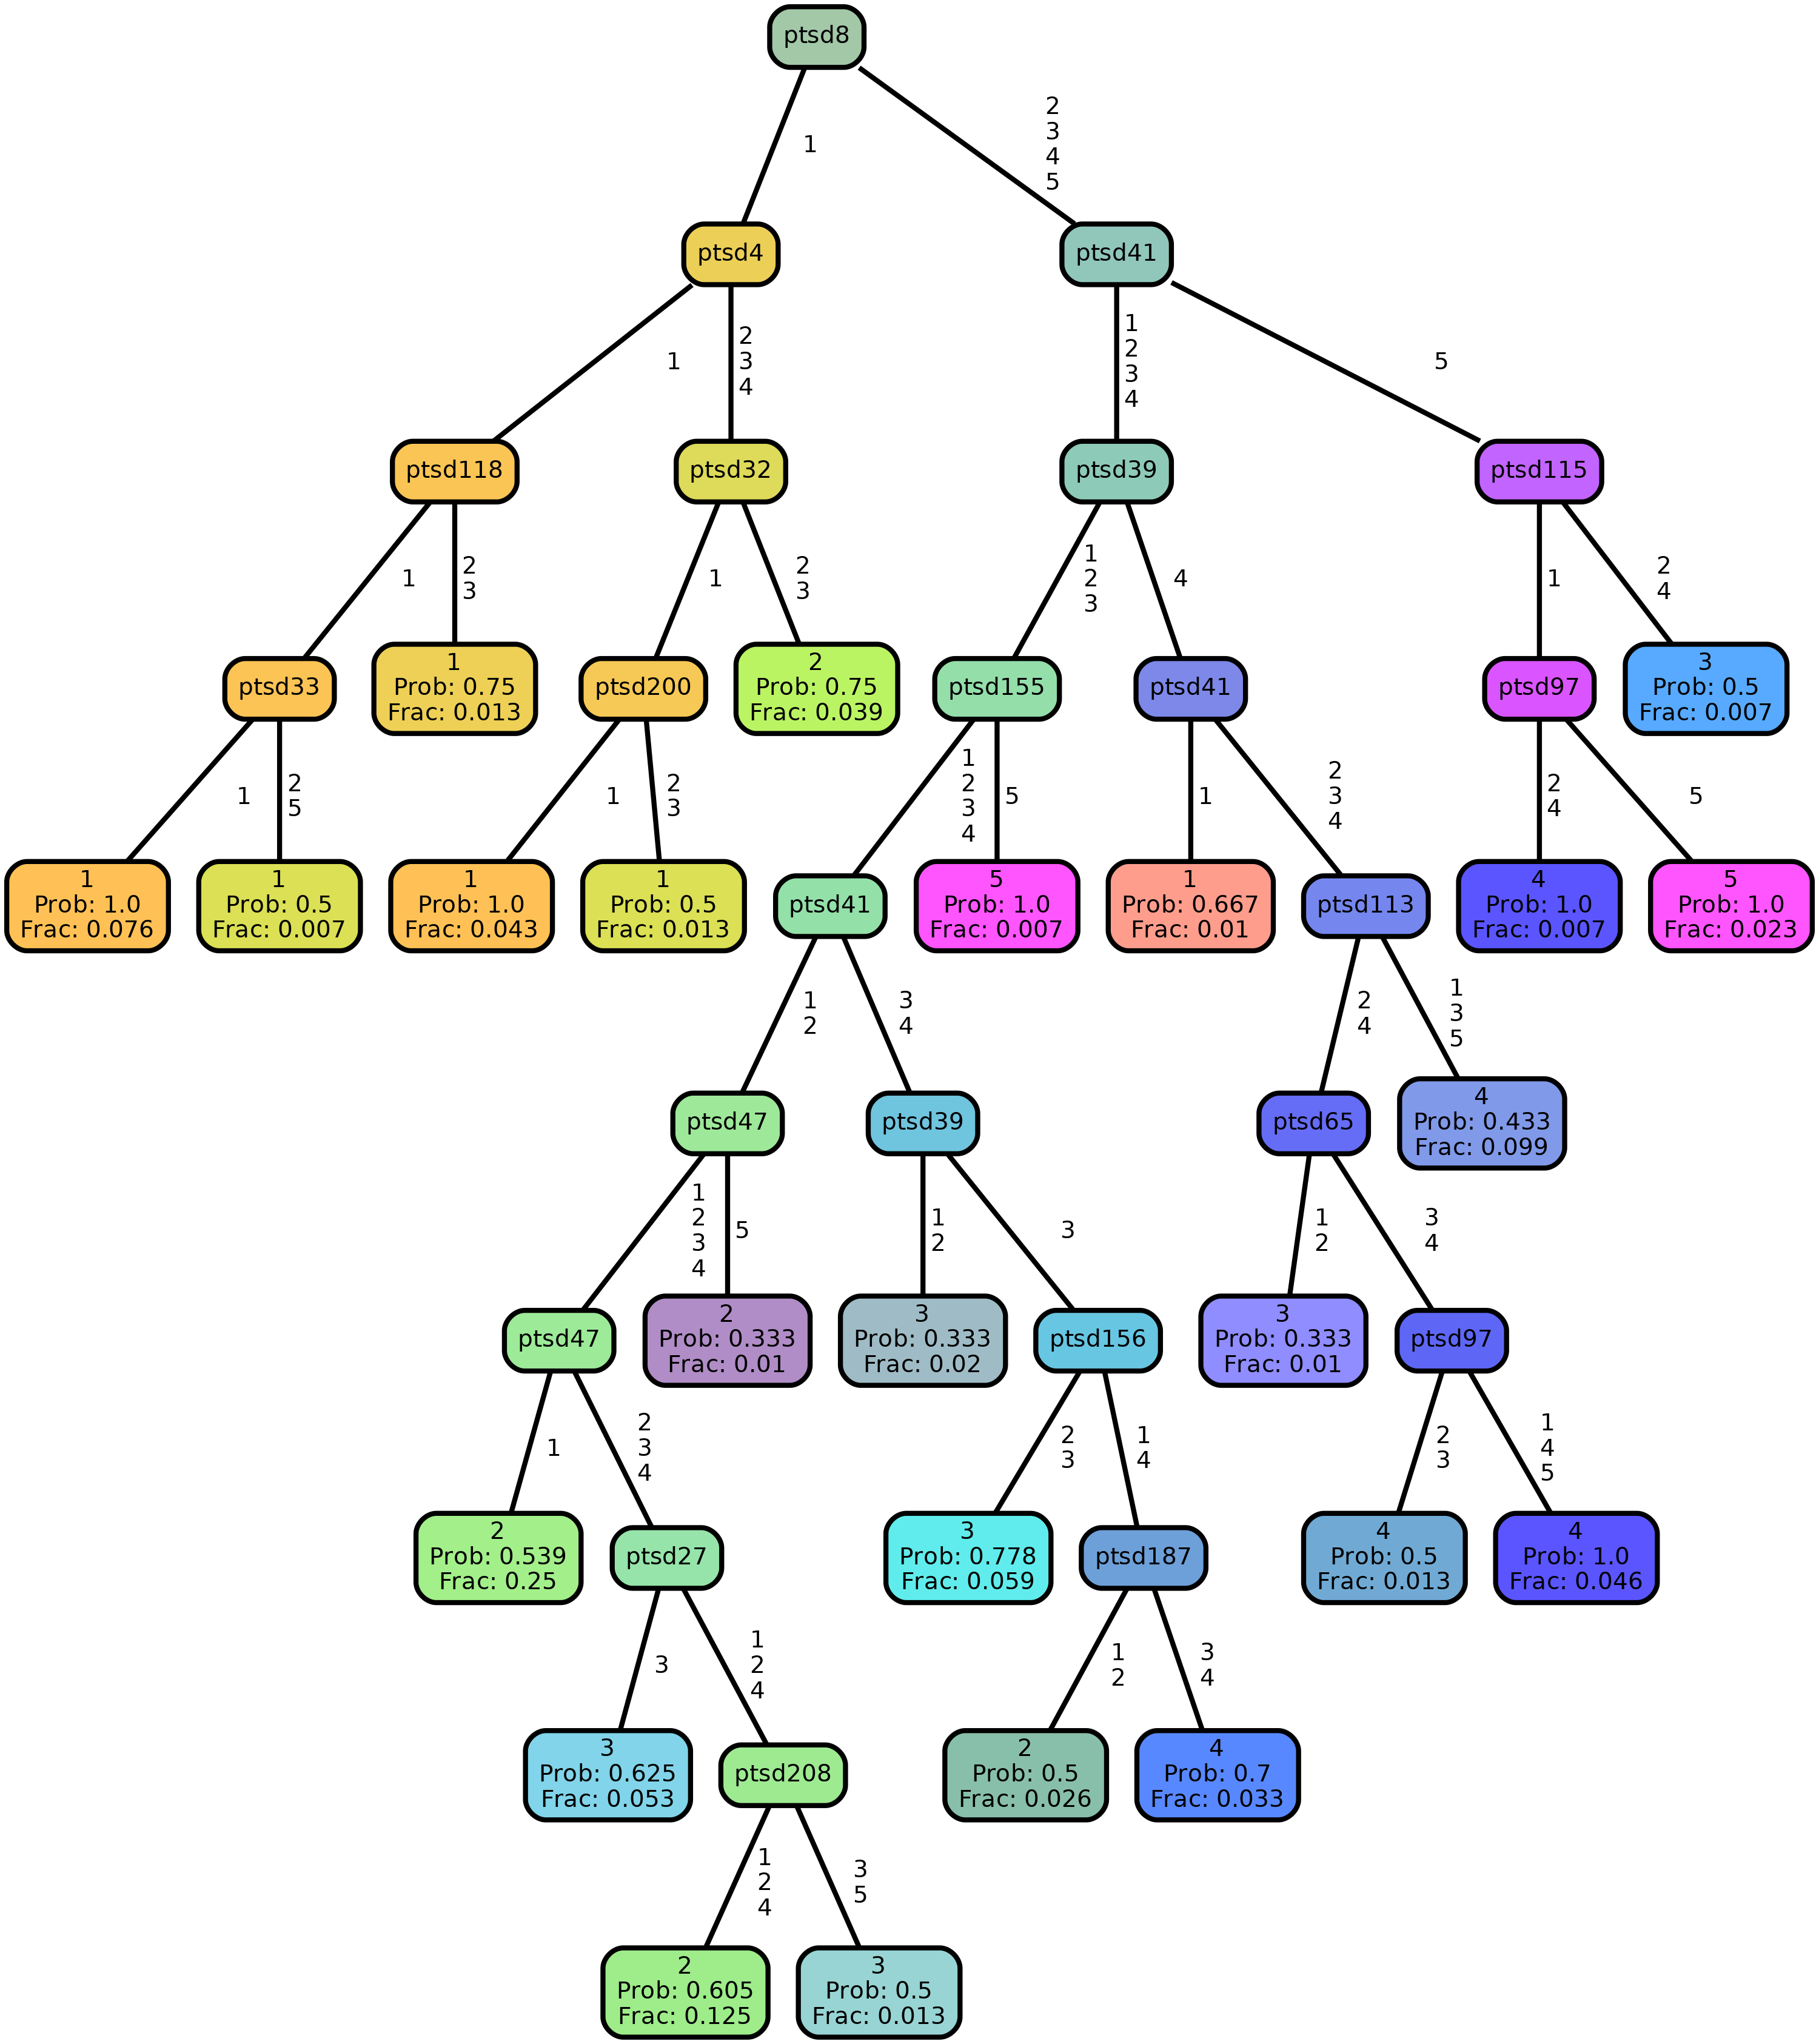 ptsd8
1
2
3
4
5
ptsd4
ptsd41
1
2
3
4
1
2
3
4
5
ptsd118
ptsd32
ptsd39
ptsd115
1
2
3
1
2
3
1
2
3
4
1
2
4
ptsd33
1
Prob: 0.75
Frac: 0.013
ptsd200
2
Prob: 0.75
Frac: 0.039
ptsd155
ptsd41
ptsd97
3
Prob: 0.5
Frac: 0.007
1
2
5
1
2
3
1
2
3
4
5
1
2
3
4
2
4
5
1
Prob: 1.0
Frac: 0.076
1
Prob: 0.5
Frac: 0.007
1
Prob: 1.0
Frac: 0.043
1
Prob: 0.5
Frac: 0.013
ptsd41
5
Prob: 1.0
Frac: 0.007
1
Prob: 0.667
Frac: 0.01
ptsd113
4
Prob: 1.0
Frac: 0.007
5
Prob: 1.0
Frac: 0.023
1
2
3
4
2
4
1
3
5
ptsd47
ptsd39
ptsd65
4
Prob: 0.433
Frac: 0.099
1
2
3
4
5
1
2
3
1
2
3
4
ptsd47
2
Prob: 0.333
Frac: 0.01
3
Prob: 0.333
Frac: 0.02
ptsd156
3
Prob: 0.333
Frac: 0.01
ptsd97
1
2
3
4
2
3
1
4
2
3
1
4
5
2
Prob: 0.539
Frac: 0.25
ptsd27
3
Prob: 0.778
Frac: 0.059
ptsd187
4
Prob: 0.5
Frac: 0.013
4
Prob: 1.0
Frac: 0.046
3
1
2
4
1
2
3
4
3
Prob: 0.625
Frac: 0.053
ptsd208
2
Prob: 0.5
Frac: 0.026
4
Prob: 0.7
Frac: 0.033
1
2
4
3
5
2
Prob: 0.605
Frac: 0.125
3
Prob: 0.5
Frac: 0.013